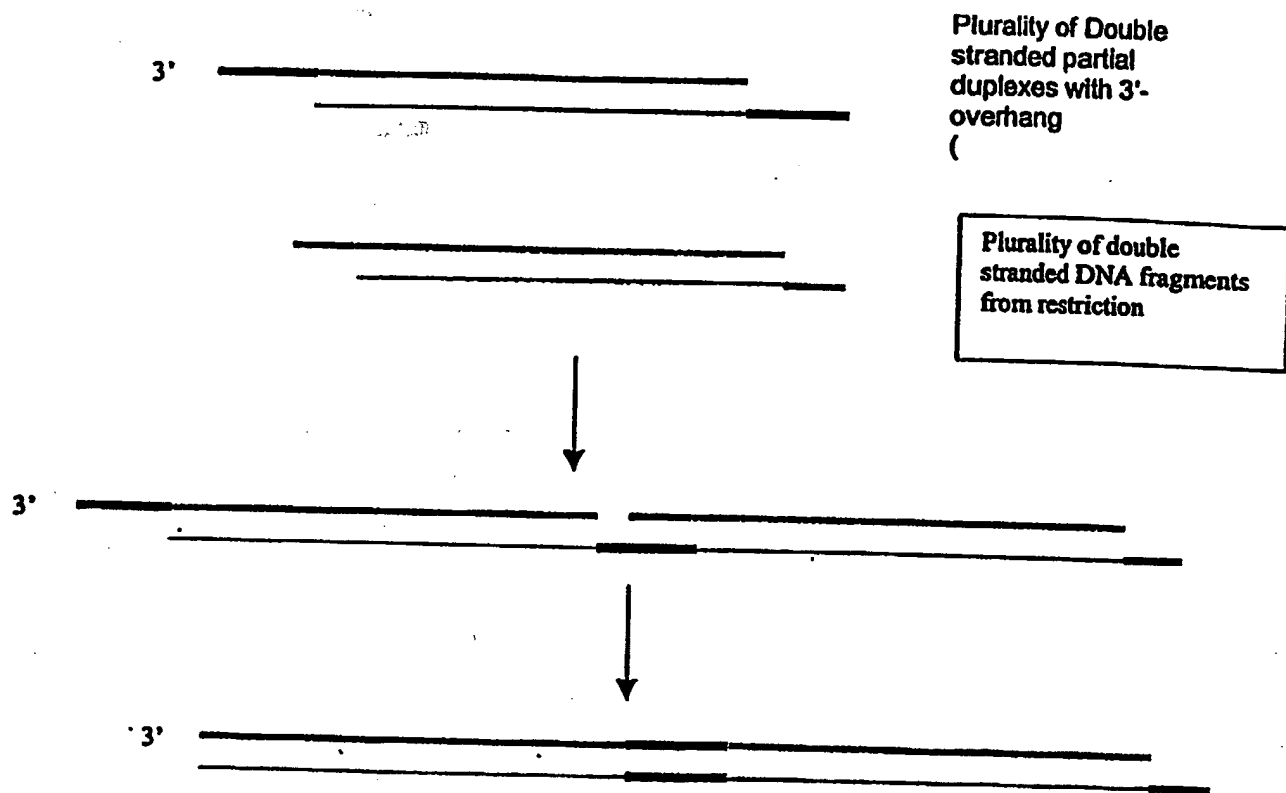 Plurality of Double
stranded partial
duplexes with 3'-
overhang
(
3'
Plurality of double
stranded DNA fragments
from restriction
3'
3'